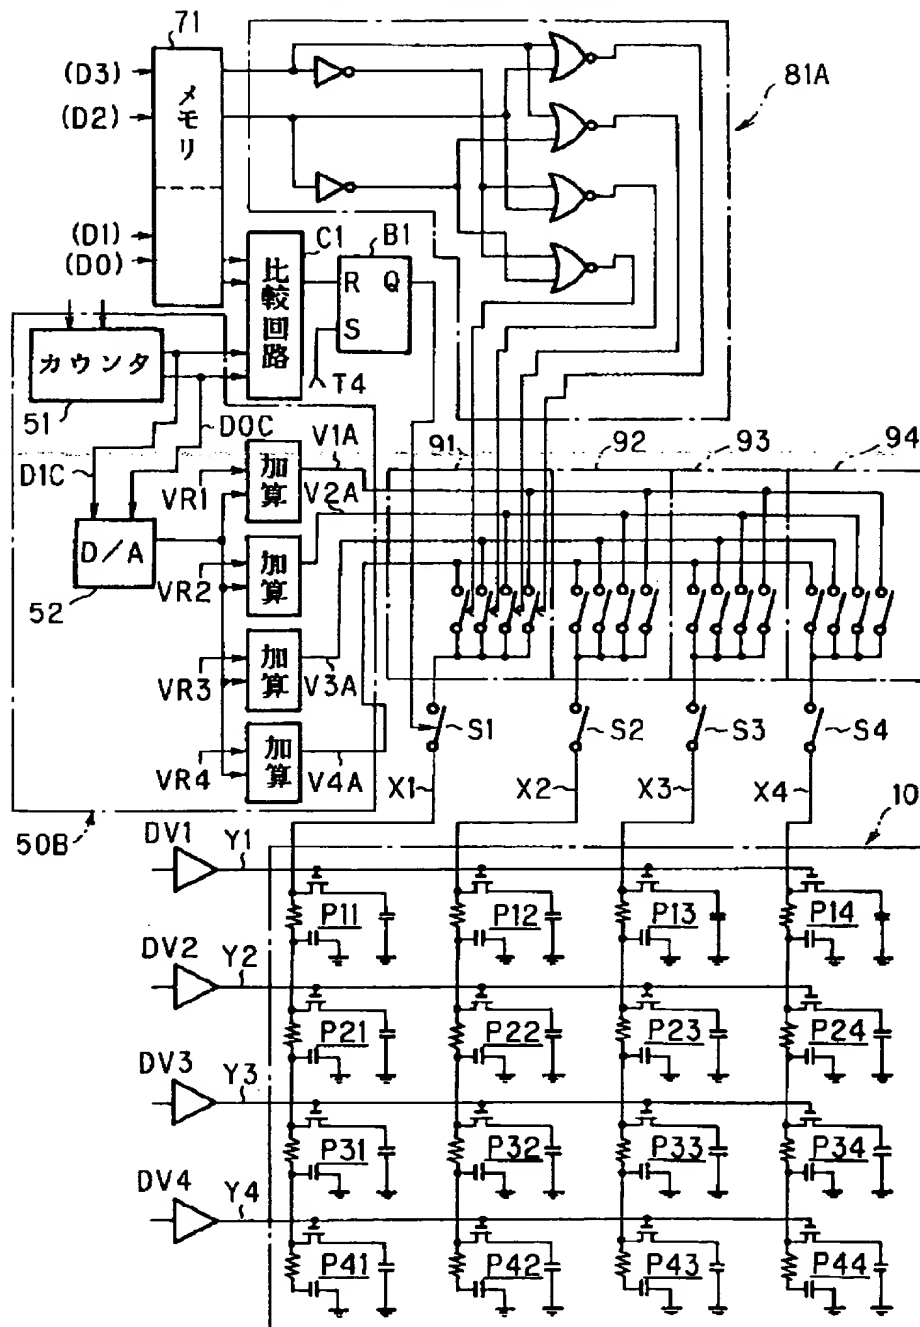 71
(D3)
(D2)
メモリ
81A
(D1)
(D0)
C1
比較回路
B1
R Q
S
T4
カウンタ
51
D1C
D0C
D/A
52
VR1
加算
V1A
VR2
加算
V2A
VR3
加算
V3A
VR4
加算
V4A
50B
91
92
93
94
S1
S2
S3
S4
X1
X2
X3
X4
10
DV1
Y1
P11
P12
P13
P14
DV2
Y2
P21
P22
P23
P24
DV3
Y3
P31
P32
P33
P34
DV4
Y4
P41
P42
P43
P44